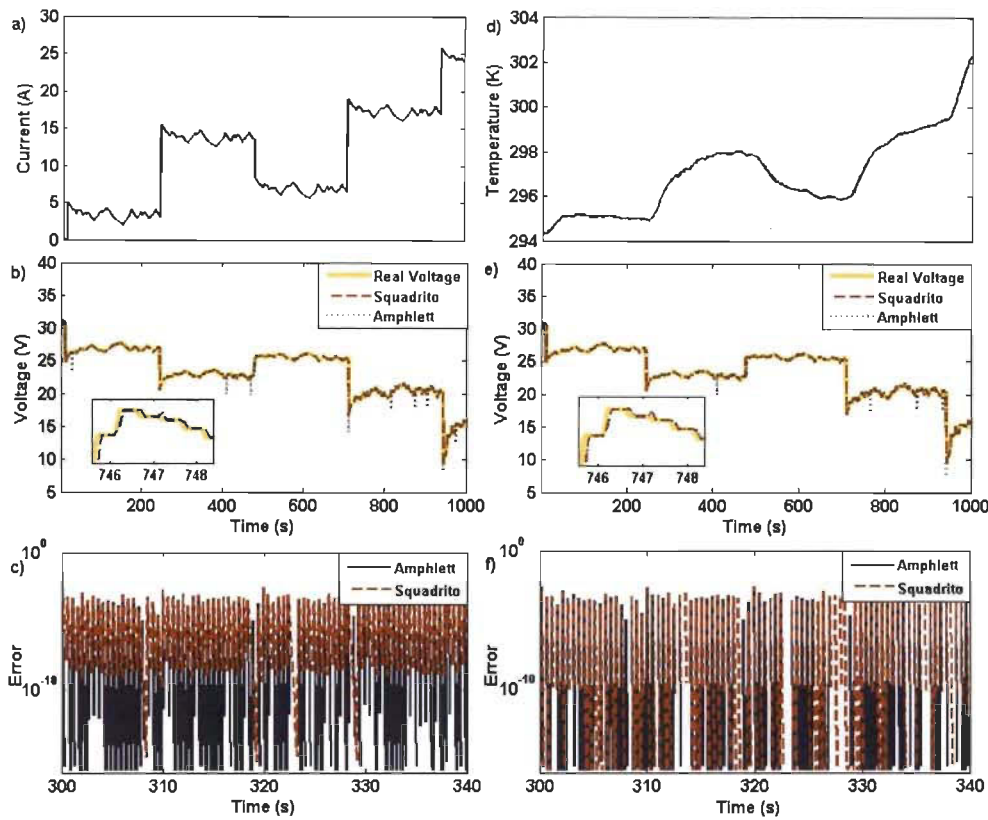 a)
30
25
20
15
10
5
0
Current (A)
d)
304
302
300
298
296
294
Temperature (K)
b)
40
35
30
25
20
15
10
5
Voltage (V)
Real Voltage
Squadrito
Amphlett
746 747 748
200 400 600 800 1000
Time (s)
e)
40
35
30
25
20
15
10
5
Voltage (V)
Real Voltage
Squadrito
Amphlett
746 747 748
200 400 600 800 1000
Time (s)
c)
10^0
10^-10
Error
Amphlett
Squadrito
300 310 320 330 340
Time (s)
f)
10^0
10^-10
Error
Amphlett
Squadrito
300 310 320 330 340
Time (s)